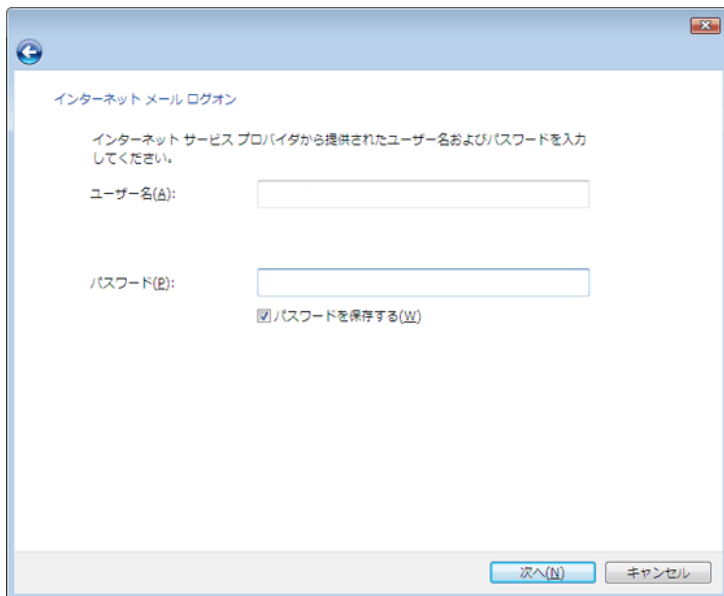 インターネット メール ログオン
インターネット サービス プロバイダから提供されたユーザー名およびパスワードを入力
してください。
ユーザー名(A):
パスワード(P):
パスワードを保存する(W)
次へ(N) キャンセル